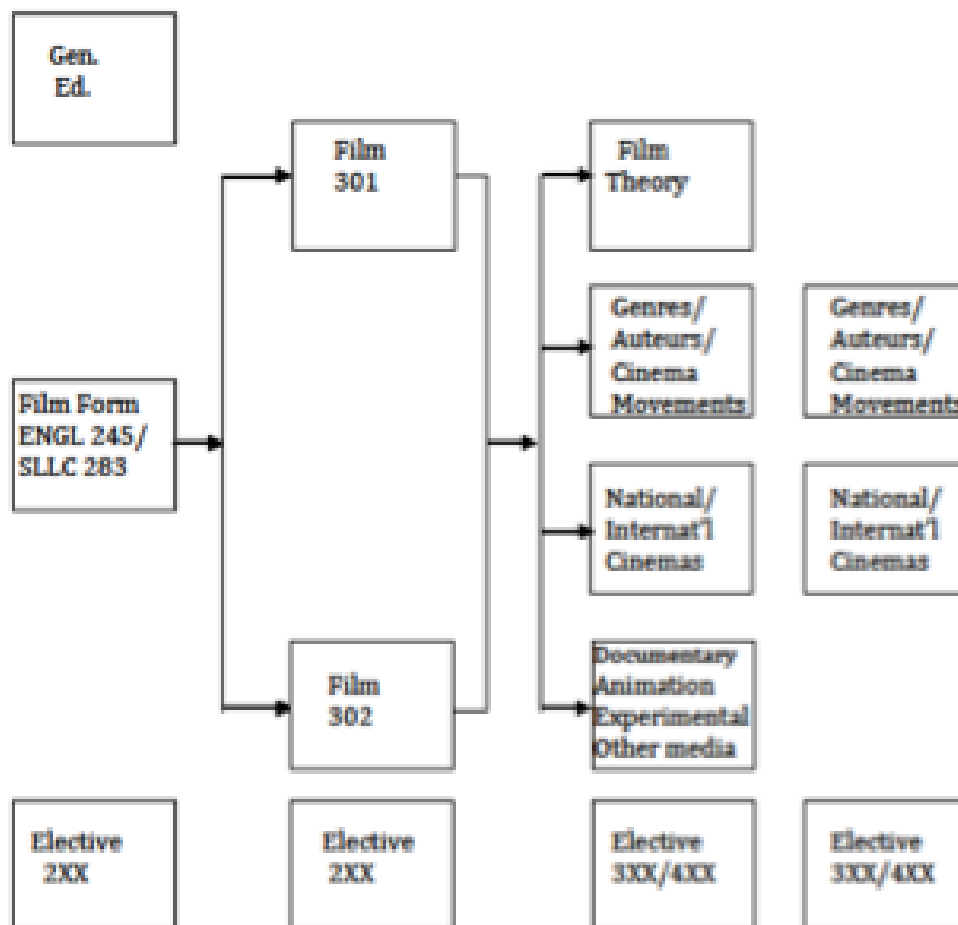 Gen.
Ed.
Film
301
Film
Theory
Genres/
Auteurs/
Cinema
Movements
Genres/
Auteurs/
Cinema
Movements
Film Form
ENGL 245/
SLLC 283
National/
Internat'l
Cinemas
National/
Internat'l
Cinemas
Film
302
Documentary
Animation
Experimental
Other media
Elective
2XX
Elective
2XX
Elective
3XX/4XX
Elective
3XX/4XX